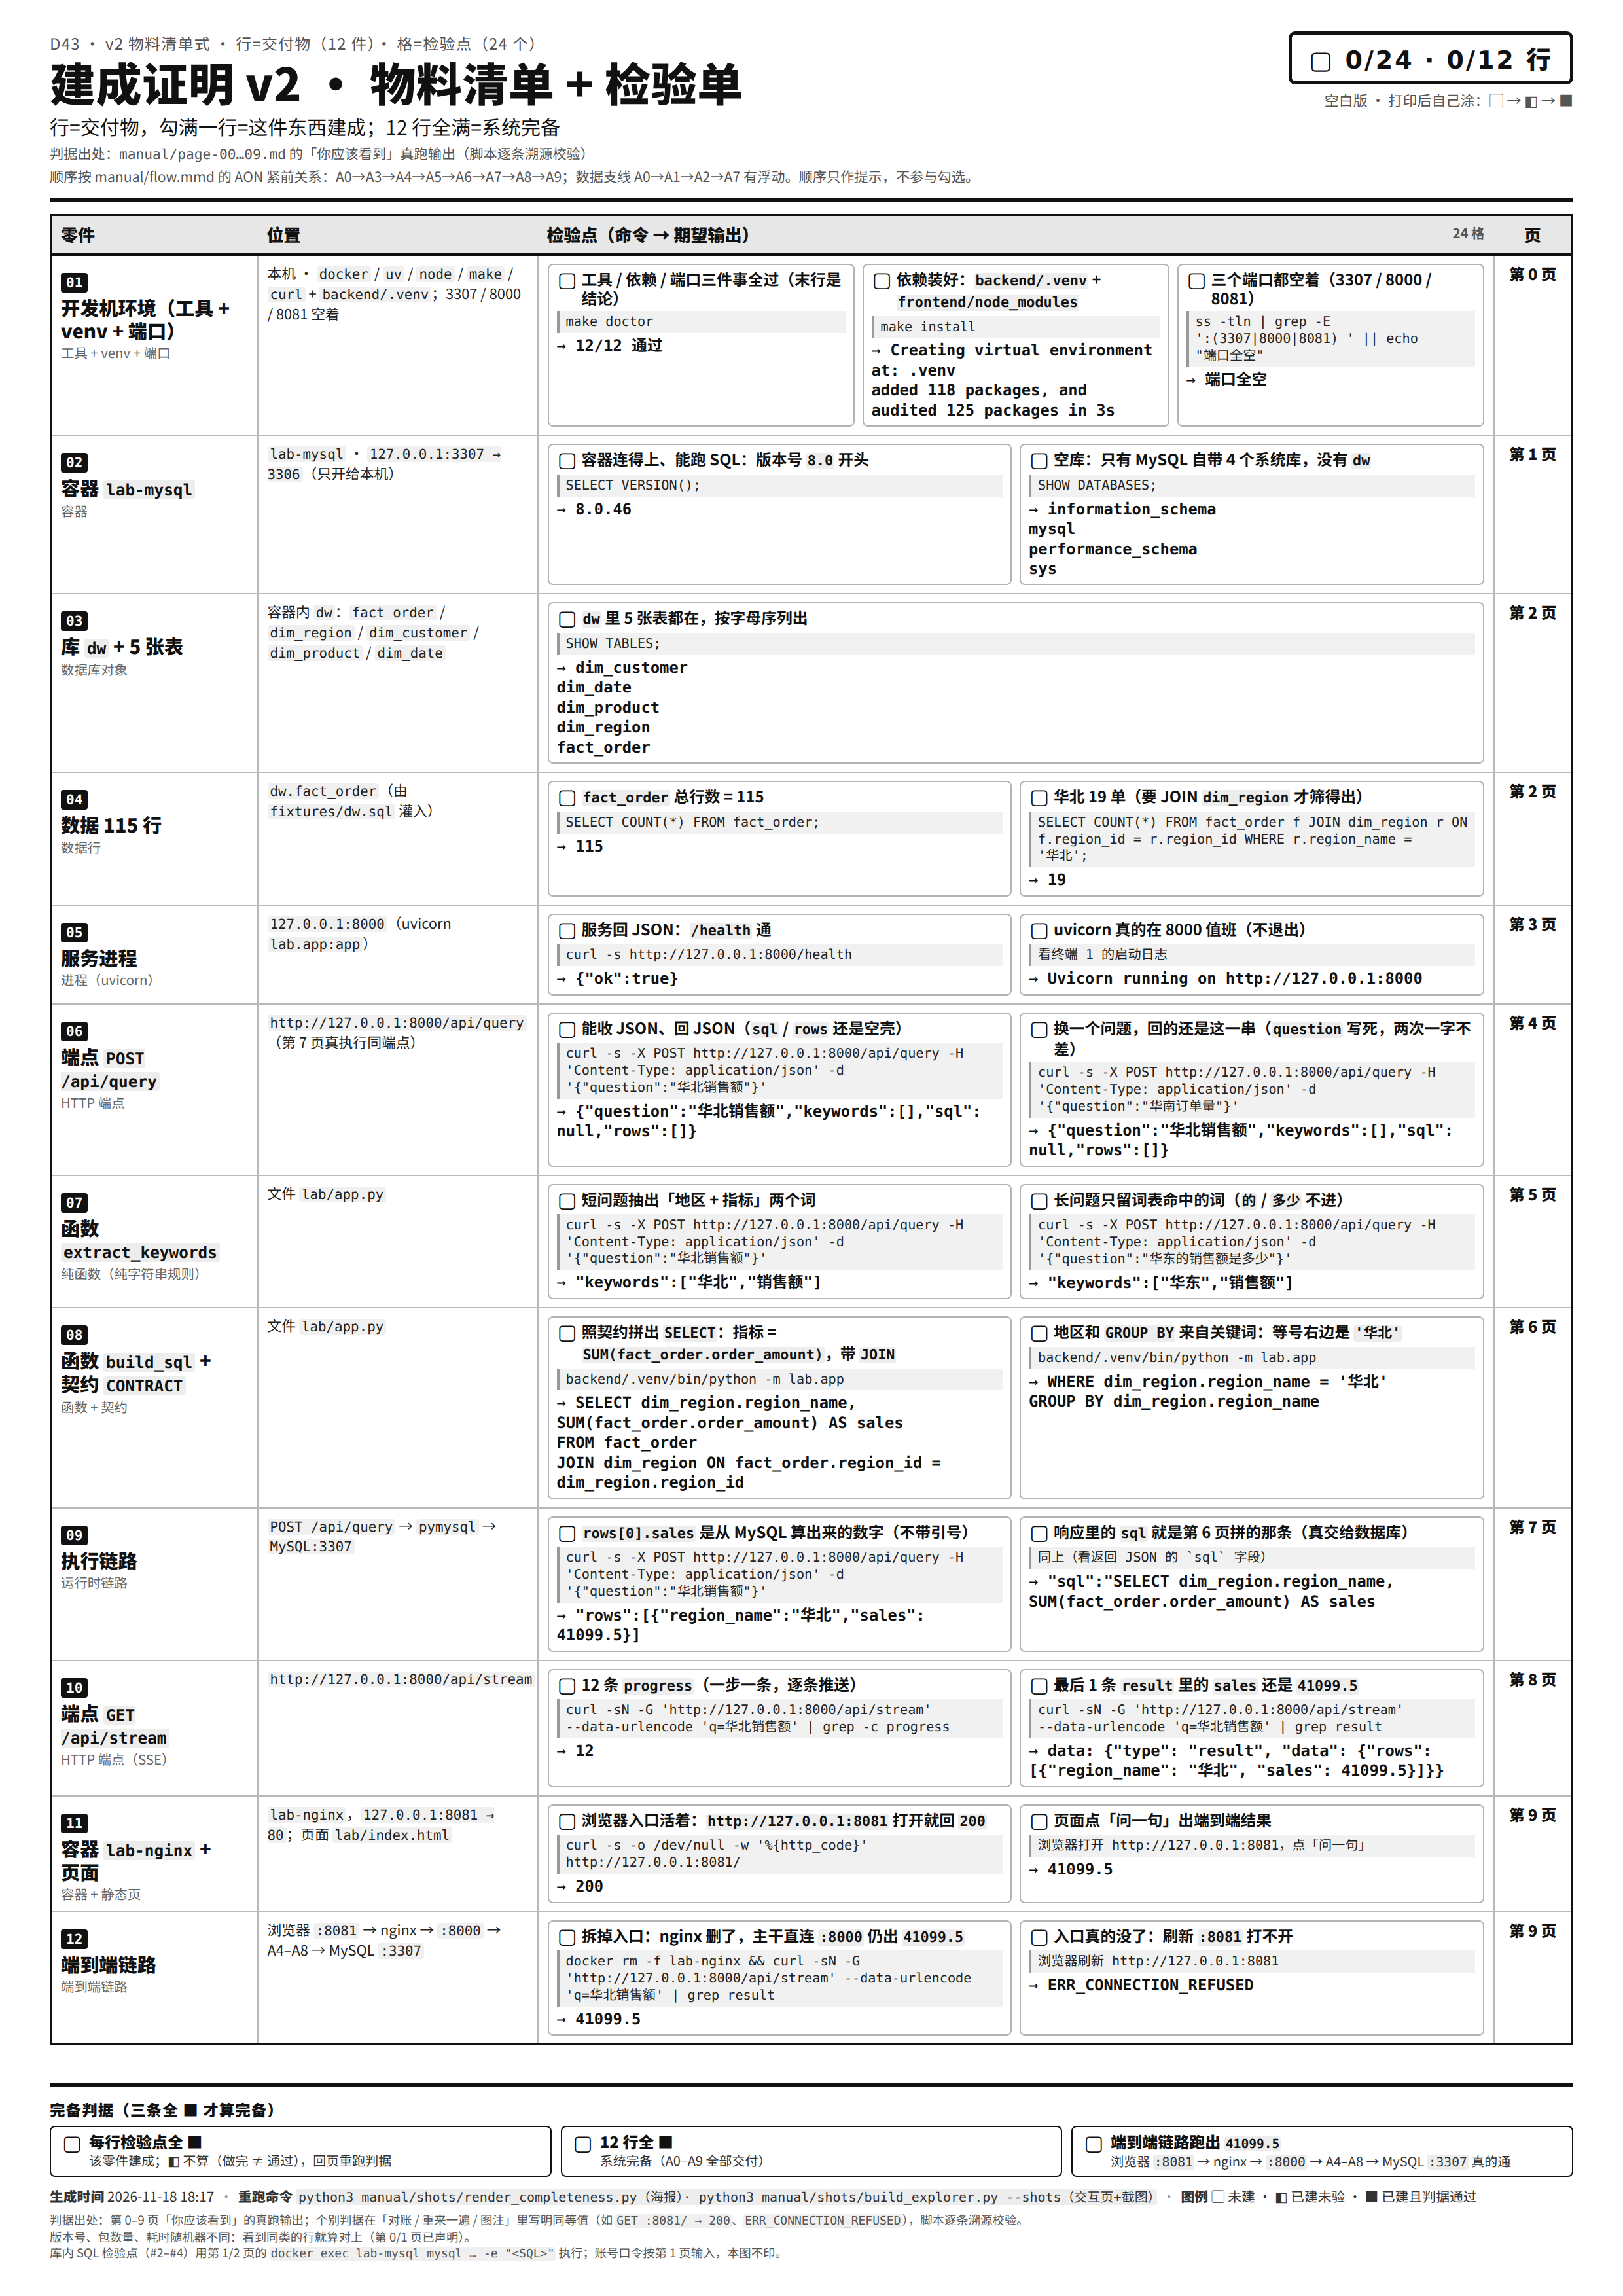 D43 · v2 物料清单式 · 行=交付物（12 件）· 格=检验点（24 个）
建成证明 v2 · 物料清单 + 检验单
行=交付物，勾满一行=这件东西建成；12 行全满=系统完备
判据出处：manual/page-00…09.md 的「你应该看到」真跑输出（脚本逐条溯源校验）
顺序按 manual/flow.mmd 的 AON 紧前关系：A0→A3→A4→A5→A6→A7→A8→A9；数据支线 A0→A1→A2→A7 有浮动。顺序只作提示，不参与勾选。
▢ 0/24 · 0/12 行
空白版 · 打印后自己涂：▢ → ◧ → ■
零件 位置 检验点（命令 → 期望输出） 24 格 页
01
开发机环境（工具 +
venv + 端口）
工具 + venv + 端口
本机 · docker / uv / node / make /
curl + backend/.venv；3307 / 8000
/ 8081 空着
▢ 工具 / 依赖 / 端口三件事全过（末行是
结论）
make doctor
→ 12/12 通过
▢ 依赖装好：backend/.venv +
frontend/node_modules
make install
→ Creating virtual environment
at: .venv
added 118 packages, and
audited 125 packages in 3s
▢ 三个端口都空着（3307 / 8000 /
8081）
ss -tln | grep -E
':(3307|8000|8081) ' || echo
"端口全空"
→ 端口全空
第 0 页
02
容器 lab-mysql
容器
lab-mysql · 127.0.0.1:3307 →
3306（只开给本机）
▢ 容器连得上、能跑 SQL：版本号 8.0 开头
SELECT VERSION();
→ 8.0.46
▢ 空库：只有 MySQL 自带 4 个系统库，没有 dw
SHOW DATABASES;
→ information_schema
mysql
performance_schema
sys
第 1 页
03
库 dw + 5 张表
数据库对象
容器内 dw：fact_order /
dim_region / dim_customer /
dim_product / dim_date
▢ dw 里 5 张表都在，按字母序列出
SHOW TABLES;
→ dim_customer
dim_date
dim_product
dim_region
fact_order
第 2 页
04
数据 115 行
数据行
dw.fact_order（由
fixtures/dw.sql 灌入）
▢ fact_order 总行数 = 115
SELECT COUNT(*) FROM fact_order;
→ 115
▢ 华北 19 单（要 JOIN dim_region 才筛得出）
SELECT COUNT(*) FROM fact_order f JOIN dim_region r ON
f.region_id = r.region_id WHERE r.region_name =
'华北';
→ 19
第 2 页
05
服务进程
进程（uvicorn）
127.0.0.1:8000（uvicorn
lab.app:app）
▢ 服务回 JSON：/health 通
curl -s http://127.0.0.1:8000/health
→ {"ok":true}
▢ uvicorn 真的在 8000 值班（不退出）
看终端 1 的启动日志
→ Uvicorn running on http://127.0.0.1:8000
第 3 页
06
端点 POST
/api/query
HTTP 端点
http://127.0.0.1:8000/api/query
（第 7 页真执行同端点）
▢ 能收 JSON、回 JSON（sql / rows 还是空壳）
curl -s -X POST http://127.0.0.1:8000/api/query -H
'Content-Type: application/json' -d
'{"question":"华北销售额"}'
→ {"question":"华北销售额","keywords":[],"sql":
null,"rows":[]}
▢ 换一个问题，回的还是这一串（question 写死，两次一字不
差）
curl -s -X POST http://127.0.0.1:8000/api/query -H
'Content-Type: application/json' -d
'{"question":"华南订单量"}'
→ {"question":"华北销售额","keywords":[],"sql":
null,"rows":[]}
第 4 页
07
函数
extract_keywords
纯函数（纯字符串规则）
文件 lab/app.py
▢ 短问题抽出「地区 + 指标」两个词
curl -s -X POST http://127.0.0.1:8000/api/query -H
'Content-Type: application/json' -d
'{"question":"华北销售额"}'
→ "keywords":["华北","销售额"]
▢ 长问题只留词表命中的词（的 / 多少 不进）
curl -s -X POST http://127.0.0.1:8000/api/query -H
'Content-Type: application/json' -d
'{"question":"华东的销售额是多少"}'
→ "keywords":["华东","销售额"]
第 5 页
08
函数 build_sql +
契约 CONTRACT
函数 + 契约
文件 lab/app.py
▢ 照契约拼出 SELECT：指标 =
SUM(fact_order.order_amount)，带 JOIN
backend/.venv/bin/python -m lab.app
→ SELECT dim_region.region_name,
SUM(fact_order.order_amount) AS sales
FROM fact_order
JOIN dim_region ON fact_order.region_id =
dim_region.region_id
▢ 地区和 GROUP BY 来自关键词：等号右边是 '华北'
backend/.venv/bin/python -m lab.app
→ WHERE dim_region.region_name = '华北'
GROUP BY dim_region.region_name
第 6 页
09
执行链路
运行时链路
POST /api/query → pymysql →
MySQL:3307
▢ rows[0].sales 是从 MySQL 算出来的数字（不带引号）
curl -s -X POST http://127.0.0.1:8000/api/query -H
'Content-Type: application/json' -d
'{"question":"华北销售额"}'
→ "rows":[{"region_name":"华北","sales":
41099.5}]
▢ 响应里的 sql 就是第 6 页拼的那条（真交给数据库）
同上（看返回 JSON 的 `sql` 字段）
→ "sql":"SELECT dim_region.region_name,
SUM(fact_order.order_amount) AS sales
第 7 页
10
端点 GET
/api/stream
HTTP 端点（SSE）
http://127.0.0.1:8000/api/stream
▢ 12 条 progress（一步一条，逐条推送）
curl -sN -G 'http://127.0.0.1:8000/api/stream'
--data-urlencode 'q=华北销售额' | grep -c progress
→ 12
▢ 最后 1 条 result 里的 sales 还是 41099.5
curl -sN -G 'http://127.0.0.1:8000/api/stream'
--data-urlencode 'q=华北销售额' | grep result
→ data: {"type": "result", "data": {"rows":
[{"region_name": "华北", "sales": 41099.5}]}}
第 8 页
11
容器 lab-nginx +
页面
容器 + 静态页
lab-nginx，127.0.0.1:8081 →
80；页面 lab/index.html
▢ 浏览器入口活着：http://127.0.0.1:8081 打开就回 200
curl -s -o /dev/null -w '%{http_code}'
http://127.0.0.1:8081/
→ 200
▢ 页面点「问一句」出端到端结果
浏览器打开 http://127.0.0.1:8081，点「问一句」
→ 41099.5
第 9 页
12
端到端链路
端到端链路
浏览器 :8081 → nginx → :8000 →
A4–A8 → MySQL :3307
▢ 拆掉入口：nginx 删了，主干直连 :8000 仍出 41099.5
docker rm -f lab-nginx && curl -sN -G
'http://127.0.0.1:8000/api/stream' --data-urlencode
'q=华北销售额' | grep result
→ 41099.5
▢ 入口真的没了：刷新 :8081 打不开
浏览器刷新 http://127.0.0.1:8081
→ ERR_CONNECTION_REFUSED
第 9 页
完备判据（三条全 ■ 才算完备）
▢ 每行检验点全 ■
该零件建成；◧ 不算（做完 ≠ 通过），回页重跑判据
▢ 12 行全 ■
系统完备（A0–A9 全部交付）
▢ 端到端链路跑出 41099.5
浏览器 :8081 → nginx → :8000 → A4–A8 → MySQL :3307 真的通
生成时间 2026-11-18 18:17 · 重跑命令 python3 manual/shots/render_completeness.py（海报）· python3 manual/shots/build_explorer.py --shots（交互页+截图） · 图例 ▢ 未建 · ◧ 已建未验 · ■ 已建且判据通过
判据出处：第 0–9 页「你应该看到」的真跑输出；个别判据在「对账 / 重来一遍 / 图注」里写明同等值（如 GET :8081/ → 200、ERR_CONNECTION_REFUSED），脚本逐条溯源校验。
版本号、包数量、耗时随机器不同：看到同类的行就算对上（第 0/1 页已声明）。
库内 SQL 检验点（#2–#4）用第 1/2 页的 docker exec lab-mysql mysql … -e "<SQL>" 执行；账号口令按第 1 页输入，本图不印。